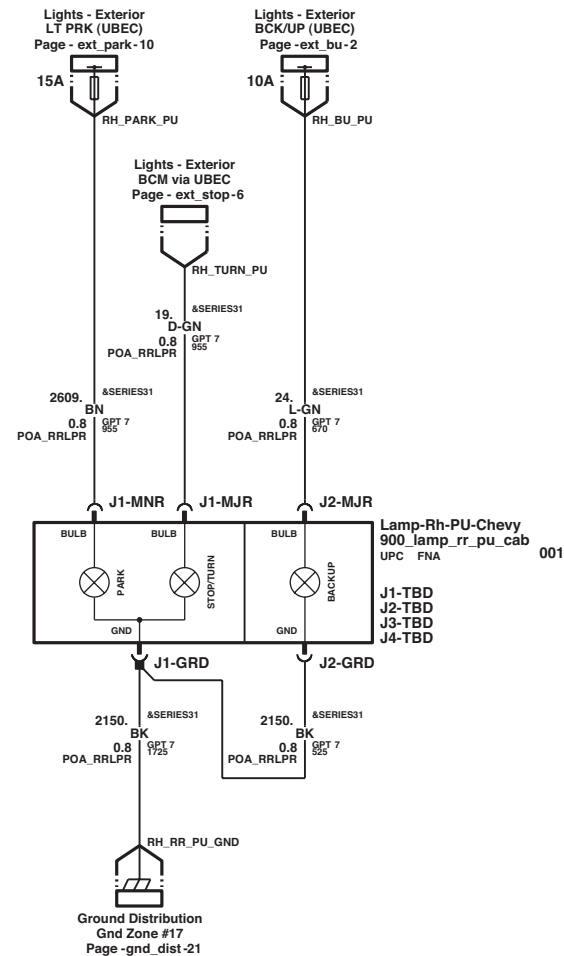 Lights - Exterior
LT PRK (UBEC)
Page - ext_park-10
15A
RH_PARK_PU
Lights - Exterior
BCK/UP (UBEC)
Page -ext_bu-2
10A
RH_BU_PU
Lights - Exterior
BCM via UBEC
Page - ext_stop-6
RH_TURN_PU
19.
&SERIES31
D-GN
0.8
GPT 7
955
POA_RRLPR
2609.
&SERIES31
BN
0.8
GPT 7
955
POA_RRLPR
24.
&SERIES31
L-GN
0.8
GPT 7
670
POA_RRLPR
J1-MNR
J1-MJR
J2-MJR
BULB
BULB
BULB
PARK
STOP/TURN
BACKUP
GND
GND
Lamp-Rh-PU-Chevy
900_lamp_rr_pu_cab
UPC FNA
001
J1-TBD
J2-TBD
J3-TBD
J4-TBD
J1-GRD
J2-GRD
2150.
&SERIES31
BK
0.8
GPT 7
1725
POA_RRLPR
2150.
&SERIES31
BK
0.8
GPT 7
525
POA_RRLPR
RH_RR_PU_GND
Ground Distribution
Gnd Zone #17
Page -gnd_dist-21